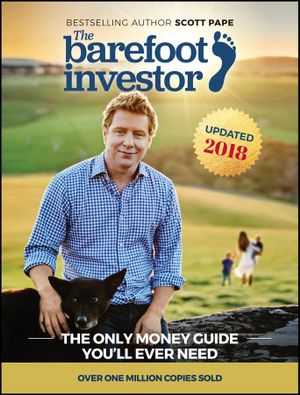 BESTSELLING AUTHOR SCOTT PAPE
The
barefoot
investor
UPDATED
2018
THE ONLY MONEY GUIDE
YOU'LL EVER NEED
OVER ONE MILLION COPIES SOLD